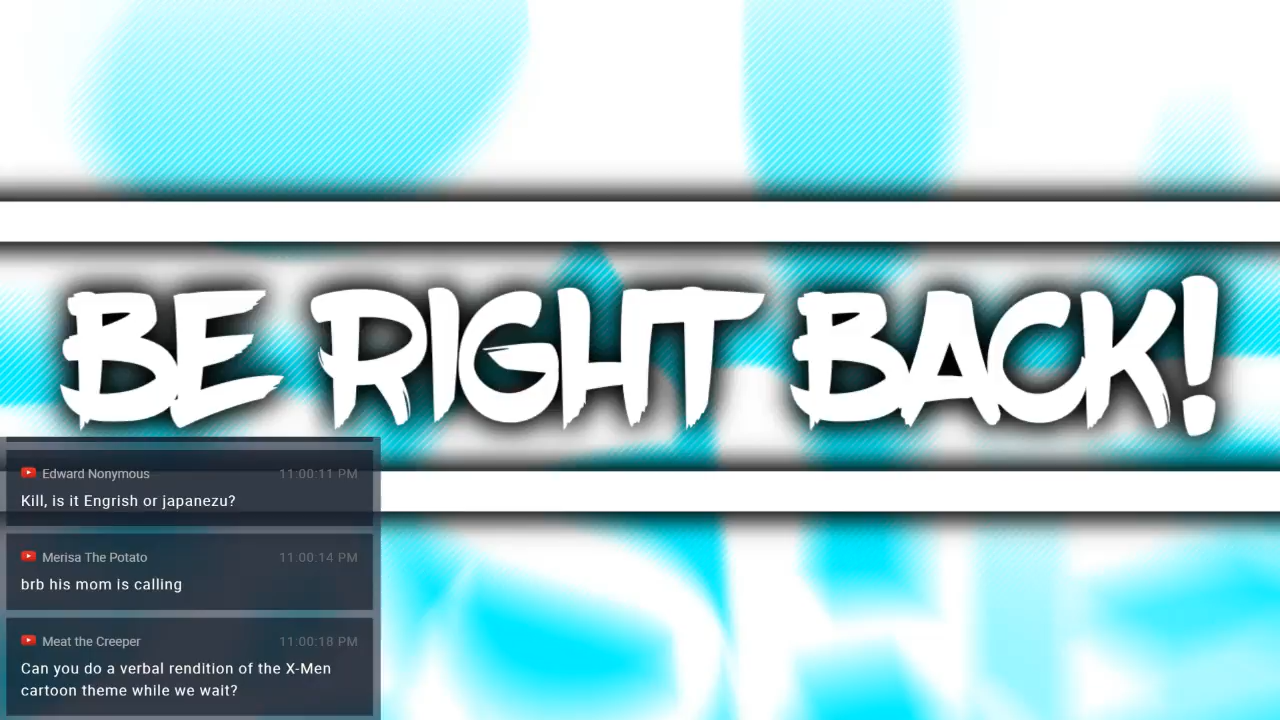 BE RIGHT BACK!
Edward Nonymous 11:00:11 PM
Kill, is it Engrish or japanezu?
Merisa The Potato 11:00:14 PM
brb his mom is calling
Meat the Creeper 11:00:18 PM
Can you do a verbal rendition of the X-Men
cartoon theme while we wait?